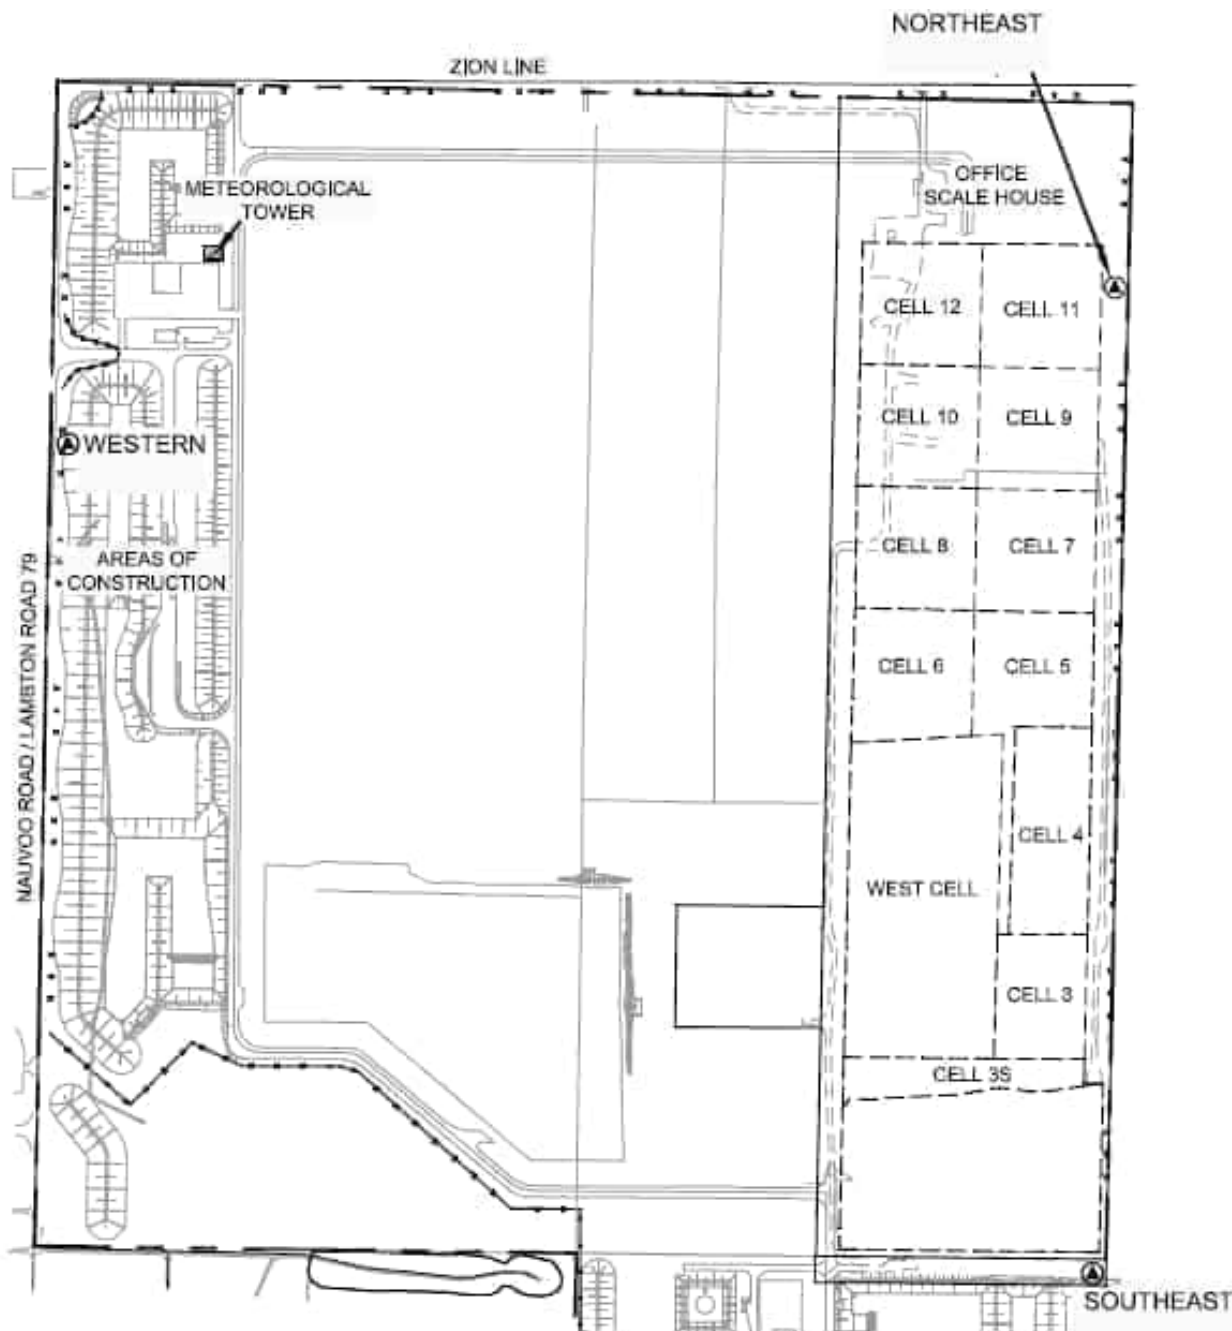 NORTHEAST
ZION LINE
OFFICE
SCALE HOUSE
METEOROLOGICAL
TOWER
CELL 12
CELL 11
CELL 10
CELL 9
WESTERN
CELL 8
CELL 7
AREAS OF
CONSTRUCTION
NAUVOO ROAD / LAMBTON ROAD 79
CELL 6
CELL 5
CELL 4
WEST CELL
CELL 3
CELL 3S
SOUTHEAST